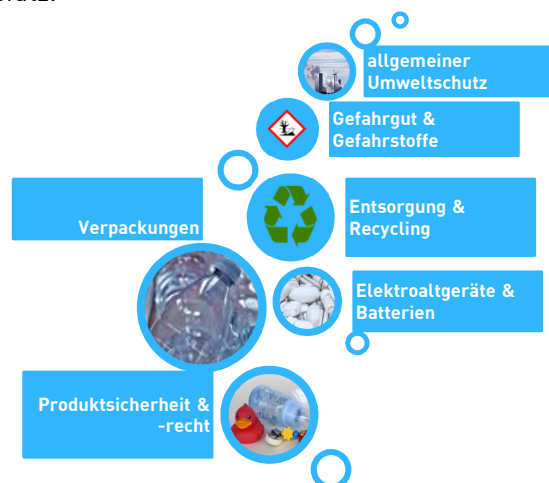 allgemeiner
Umweltschutz
Gefahrgut &
Gefahrstoffe
Verpackungen
Entsorgung &
Recycling
Elektroaltgeräte &
Batterien
Produktsicherheit &
-recht